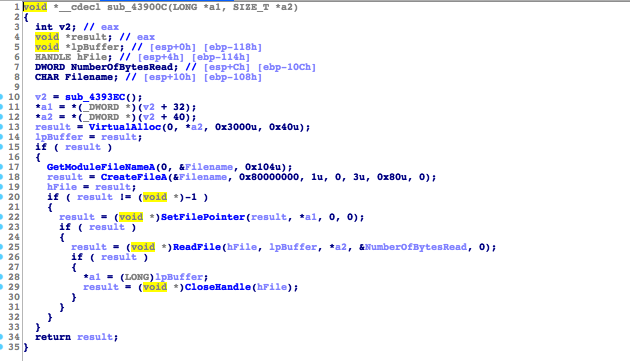 1 void *__cdecl sub_43900C(LONG *a1, SIZE_T *a2)
2 {
3 int v2; // eax
4 void *result; // eax
5 void *lpBuffer; // [esp+0h] [ebp-118h]
6 HANDLE hFile; // [esp+4h] [ebp-114h]
7 DWORD NumberOfBytesRead; // [esp+Ch] [ebp-10Ch]
8 CHAR Filename; // [esp+10h] [ebp-108h]
9
10 v2 = sub_4393EC();
11 *a1 = *(_DWORD *)(v2 + 32);
12 *a2 = *(_DWORD *)(v2 + 40);
13 result = VirtualAlloc(0, *a2, 0x3000u, 0x40u);
14 lpBuffer = result;
15 if ( result )
16 {
17 GetModuleFileNameA(0, &Filename, 0x104u);
18 result = CreateFileA(&Filename, 0x80000000, 1u, 0, 3u, 0x80u, 0);
19 hFile = result;
20 if ( result != (void *)-1 )
21 {
22 result = (void *)SetFilePointer(result, *a1, 0, 0);
23 if ( result )
24 {
25 result = (void *)ReadFile(hFile, lpBuffer, *a2, &NumberOfBytesRead, 0);
26 if ( result )
27 {
28 *a1 = (LONG)lpBuffer;
29 result = (void *)CloseHandle(hFile);
30 }
31 }
32 }
33 }
34 return result;
35 }